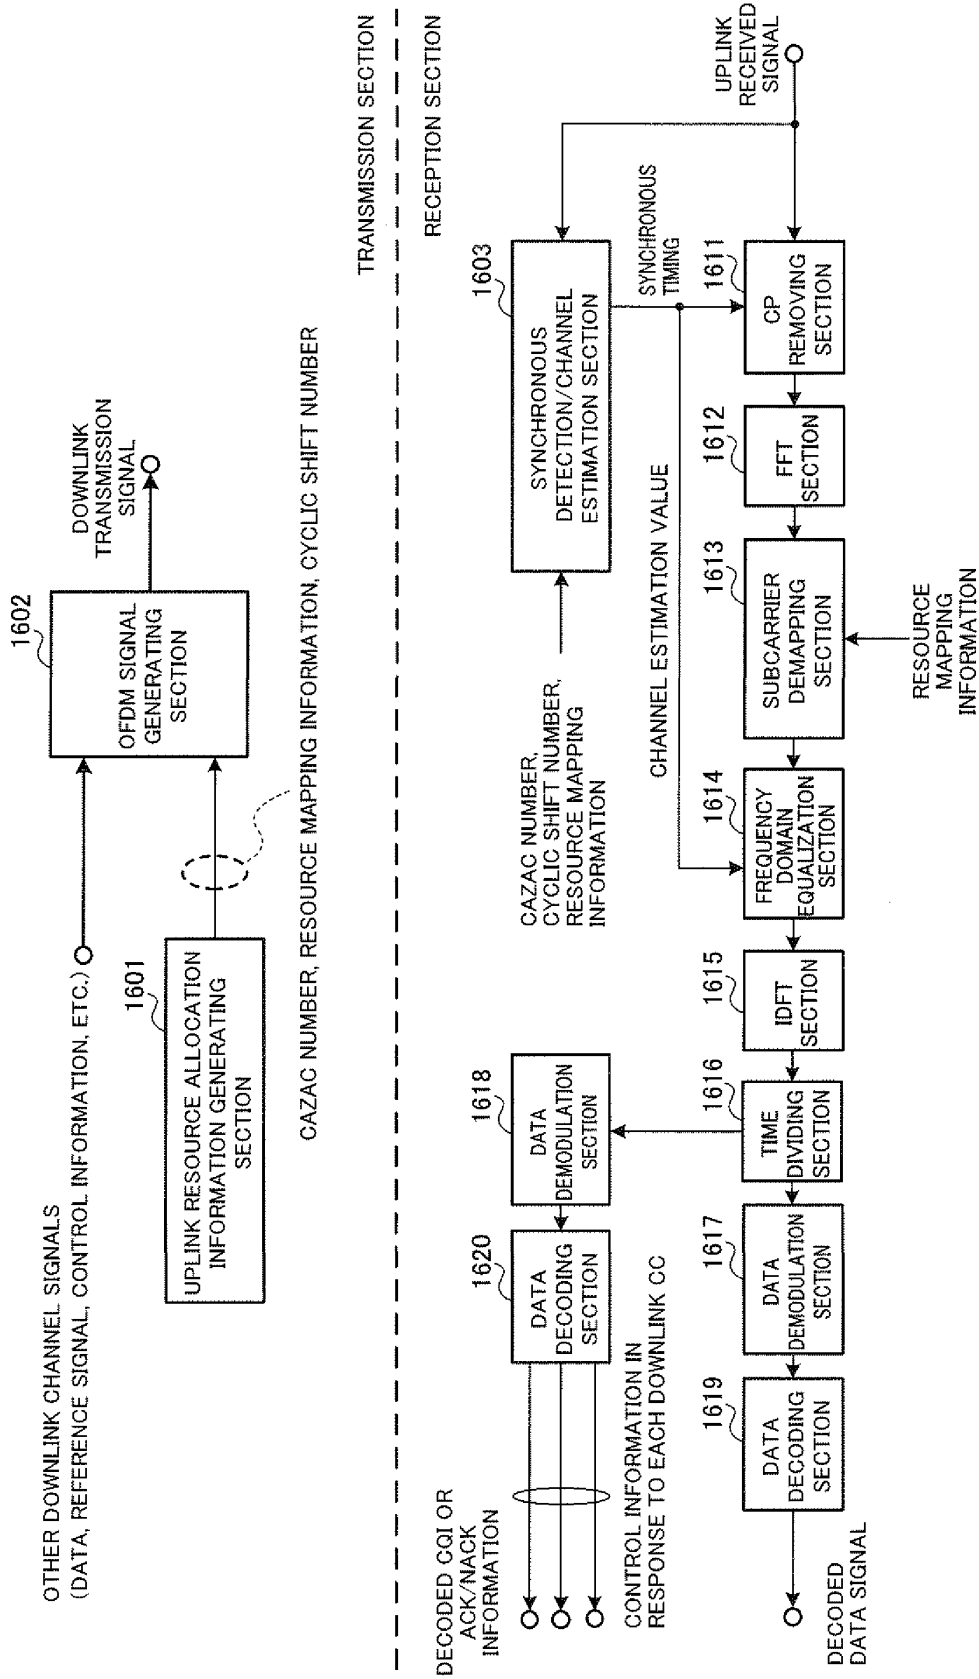 OTHER DOWNLINK CHANNEL SIGNALS
(DATA, REFERENCE SIGNAL, CONTROL INFORMATION, ETC.)
1601
UPLINK RESOURCE ALLOCATION
INFORMATION GENERATING
SECTION
1602
OFDM SIGNAL
GENERATING
SECTION
DOWNLINK
TRANSMISSION
SIGNAL
CAZAC NUMBER, RESOURCE MAPPING INFORMATION, CYCLIC SHIFT NUMBER
TRANSMISSION SECTION
RECEPTION SECTION
DECODED CQI OR
ACK/NACK
INFORMATION
1620
DATA
DECODING
SECTION
1618
DATA
DEMODULATION
SECTION
CAZAC NUMBER,
CYCLIC SHIFT NUMBER,
RESOURCE MAPPING
INFORMATION
1603
SYNCHRONOUS
DETECTION/CHANNEL
ESTIMATION SECTION
CONTROL INFORMATION IN
RESPONSE TO EACH DOWNLINK CC
CHANNEL ESTIMATION VALUE
SYNCHRONOUS
TIMING
UPLINK
RECEIVED
SIGNAL
1619
DATA
DECODING
SECTION
1617
DATA
DEMODULATION
SECTION
1616
TIME
DIVIDING
SECTION
1615
IDFT
SECTION
1614
FREQUENCY
DOMAIN
EQUALIZATION
SECTION
1613
SUBCARRIER
DEMAPPING
SECTION
1612
FFT
SECTION
1611
CP
REMOVING
SECTION
DECODED
DATA SIGNAL
RESOURCE
MAPPING
INFORMATION